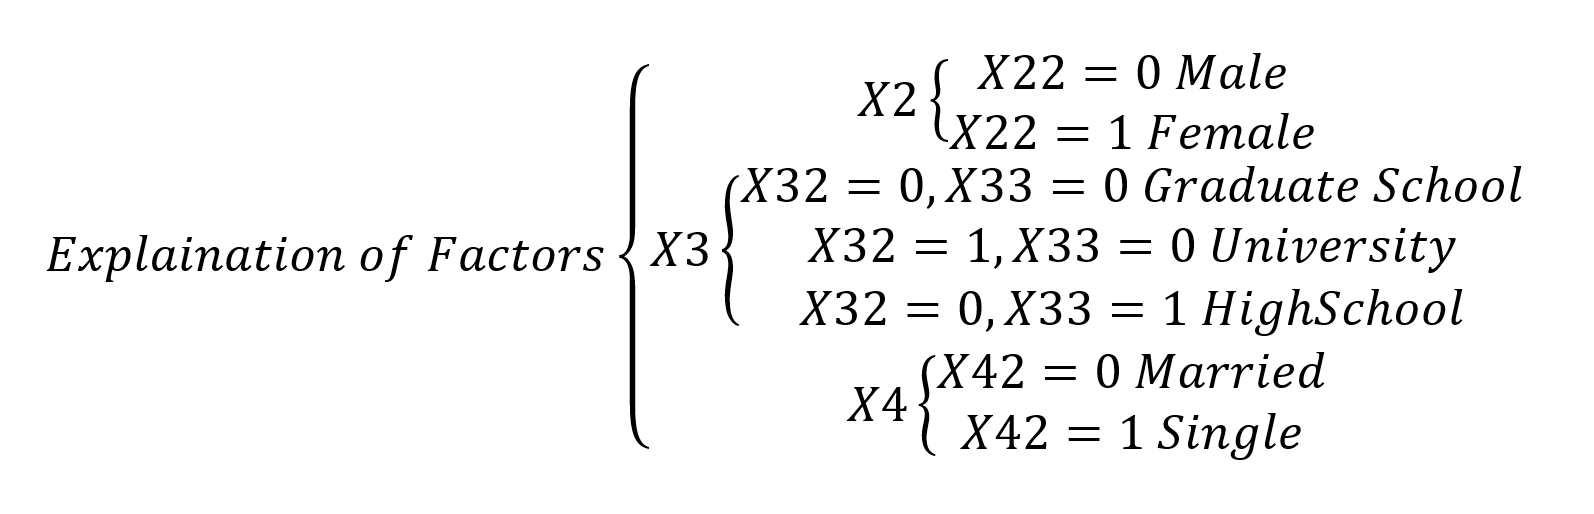 X2 { X22 = 0 Male
X22 = 1 Female
Explaination of Factors { X3 { X32 = 0, X33 = 0 Graduate School
X32 = 1, X33 = 0 University
X32 = 0, X33 = 1 HighSchool
X4 { X42 = 0 Married
X42 = 1 Single